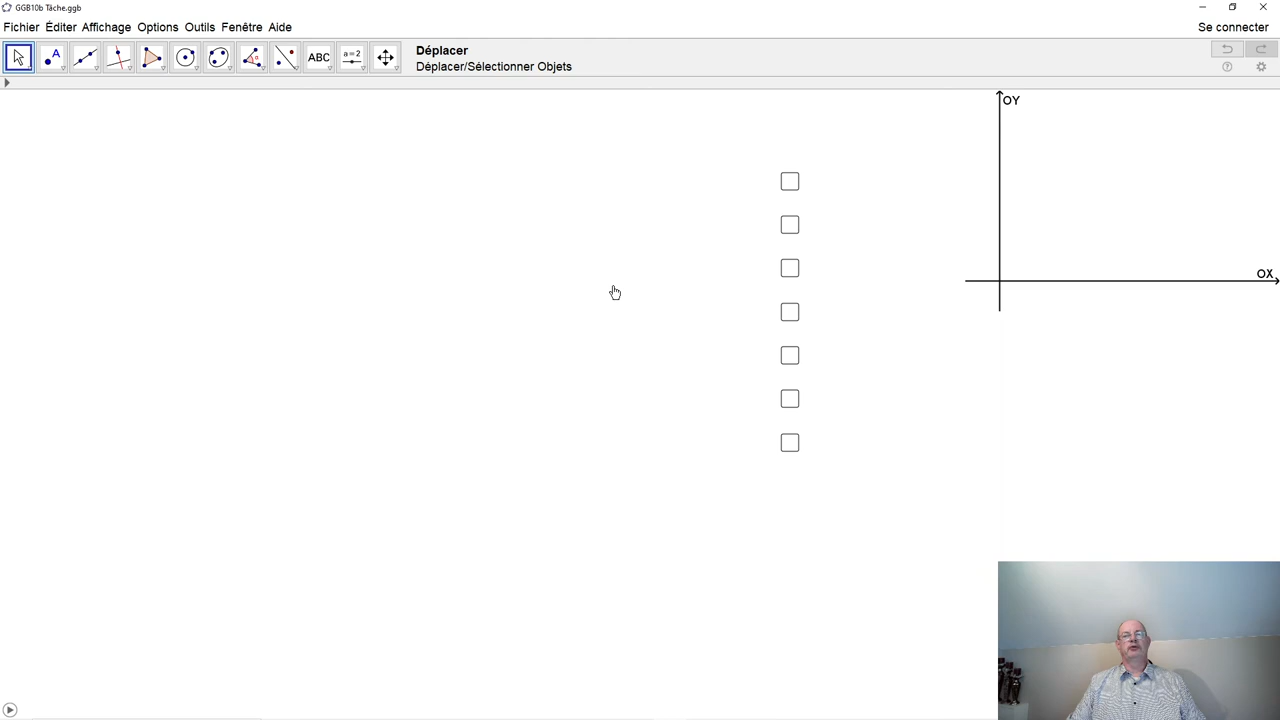 GGB10b Tâche.ggb
Fichier Éditer Affichage Options Outils Fenêtre Aide
Se connecter
A
ABC
a=2
Déplacer
Déplacer/Sélectionner Objets
OY
OX